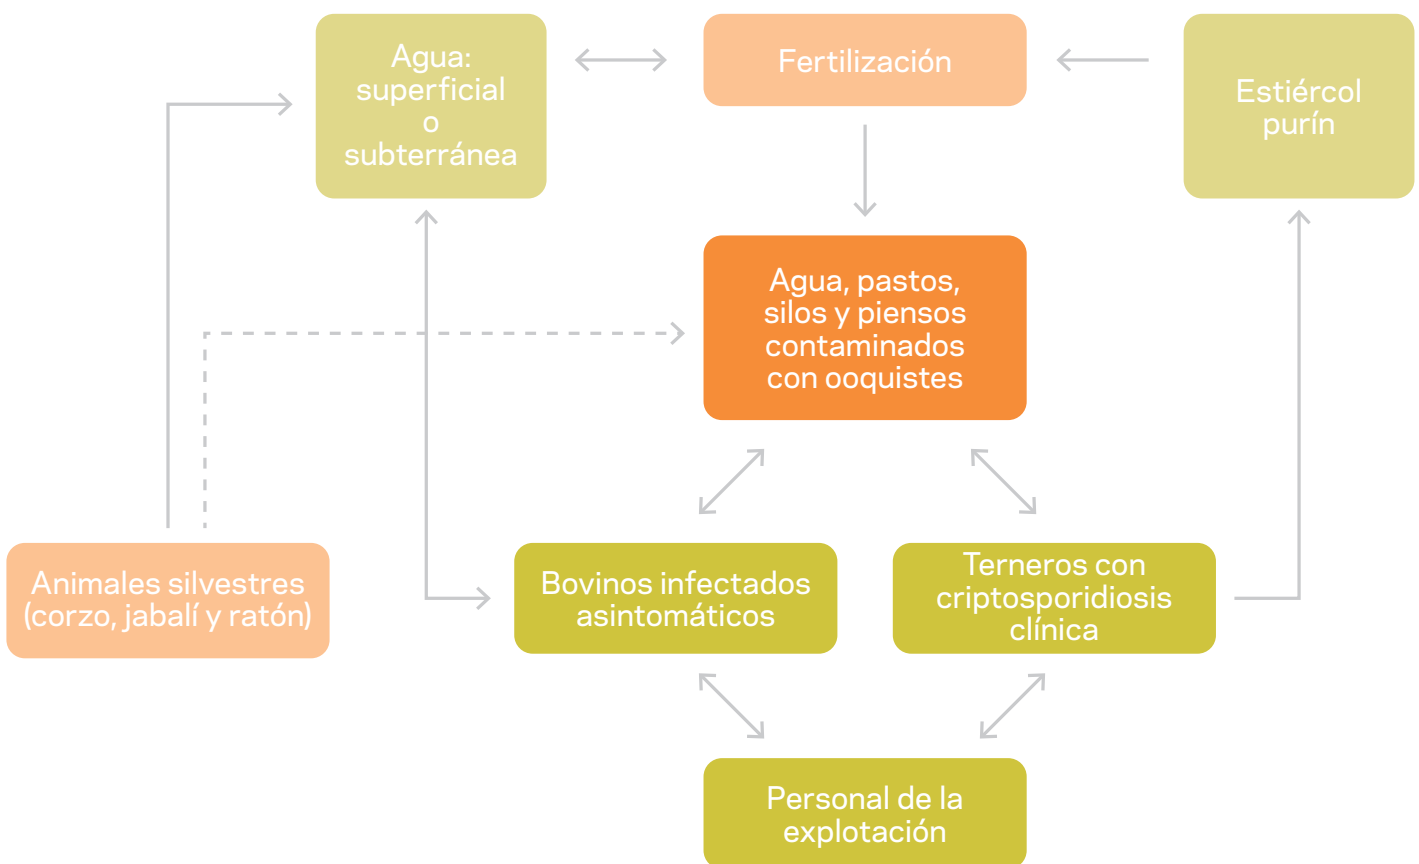 Agua:
superficial
o
subterránea
Fertilización
Estiércol
purín
Agua, pastos,
silos y piensos
contaminados
con ooquistes
Animales silvestres
(corzo, jabalí y ratón)
Bovinos infectados
asintomáticos
Terneros con
criptosporidiosis
clínica
Personal de la
explotación